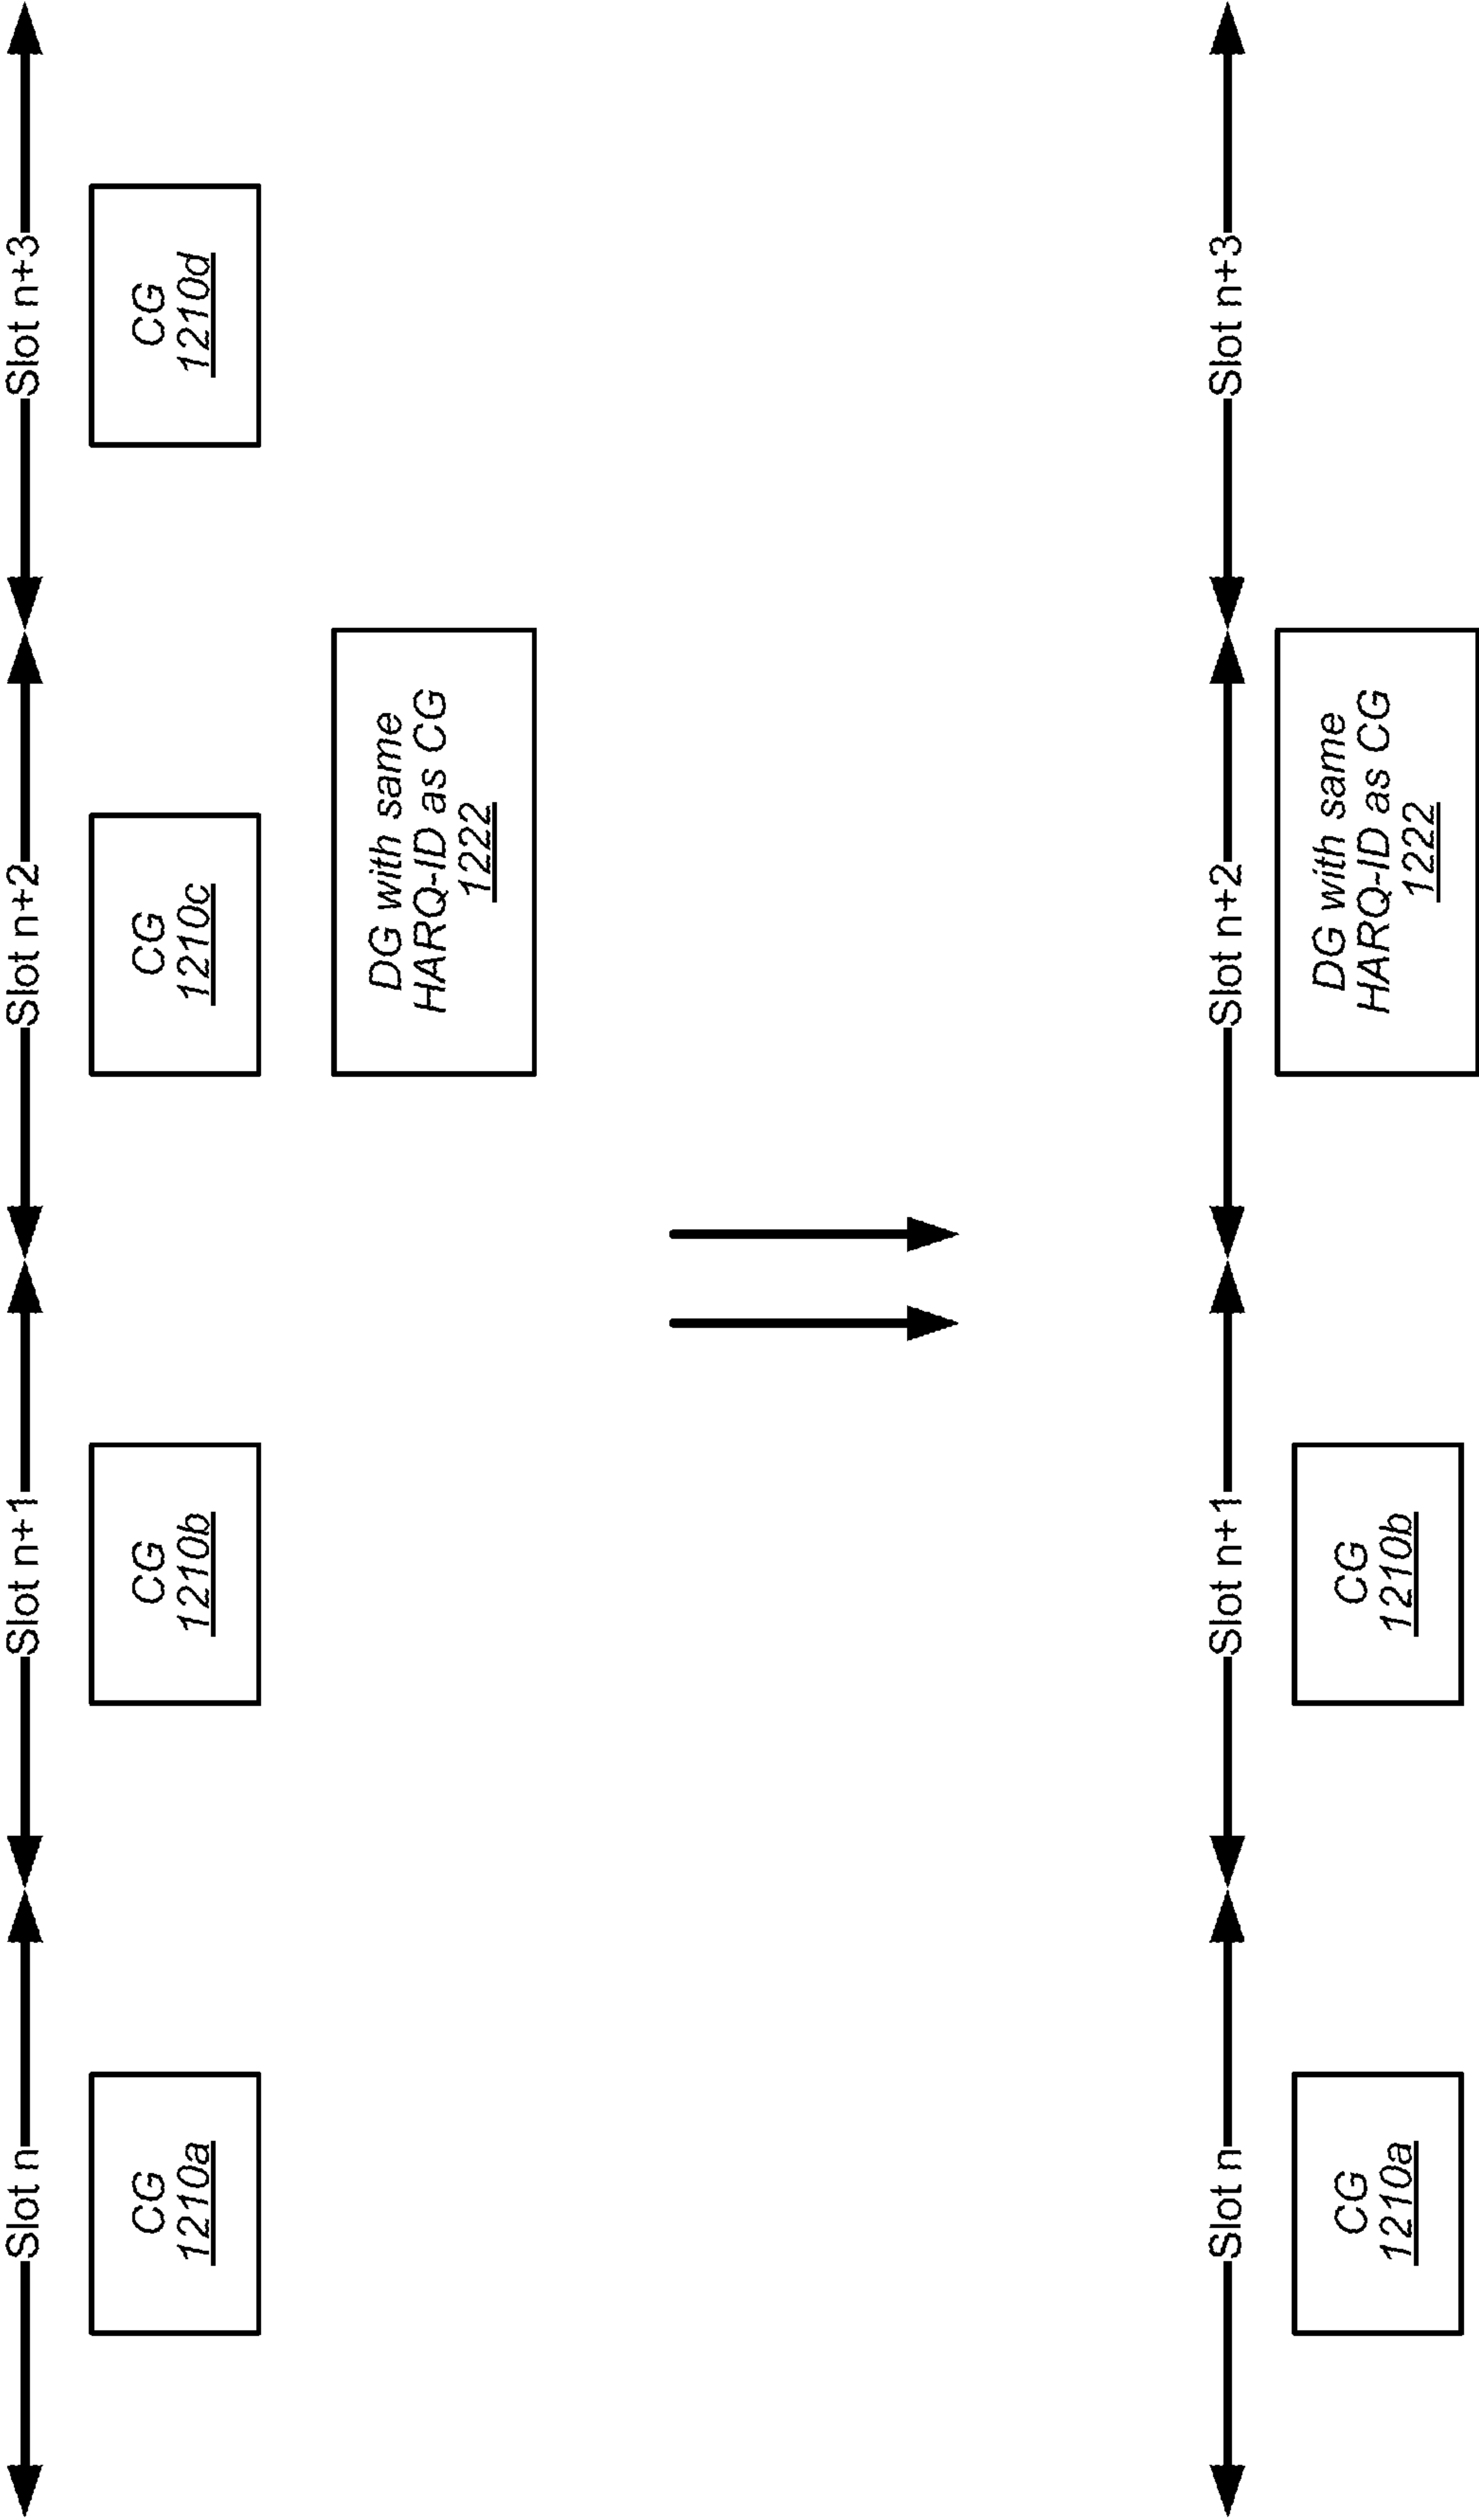 Slot n
Slot n+1
Slot n+2
Slot n+3
CG
1210a
CG
1210b
CG
1210c
CG
1210d
DG with same
HARQ-ID as CG
1222
Slot n
Slot n+1
Slot n+2
Slot n+3
CG
1210a
CG
1210b
DG with same
HARQ-ID as CG
1222